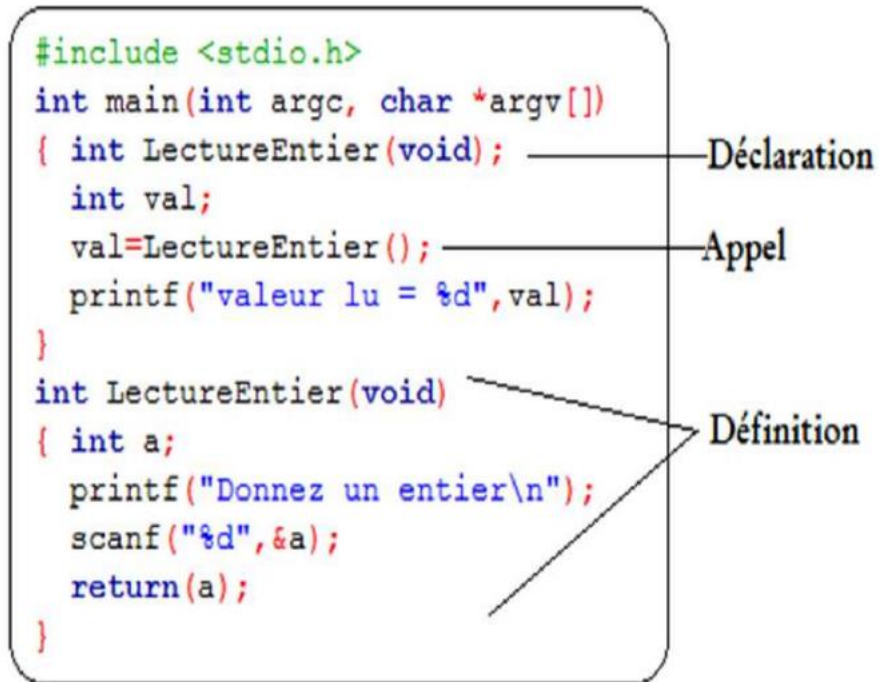 #include <stdio.h>
int main(int argc, char *argv[])
{ int LectureEntier(void);
Déclaration
int val;
val=LectureEntier();
Appel
printf("valeur lu = %d",val);
}
int LectureEntier(void)
{ int a;
Définition
printf("Donnez un entier\n");
scanf("%d",&a);
return(a);
}